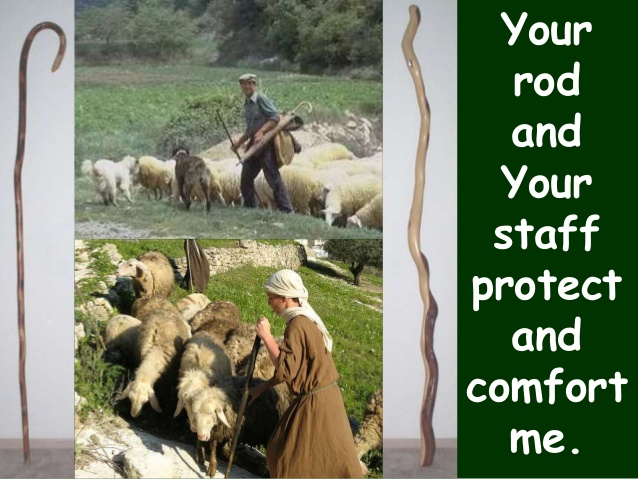 Your
rod
and
Your
staff
protect
and
comfort
me.